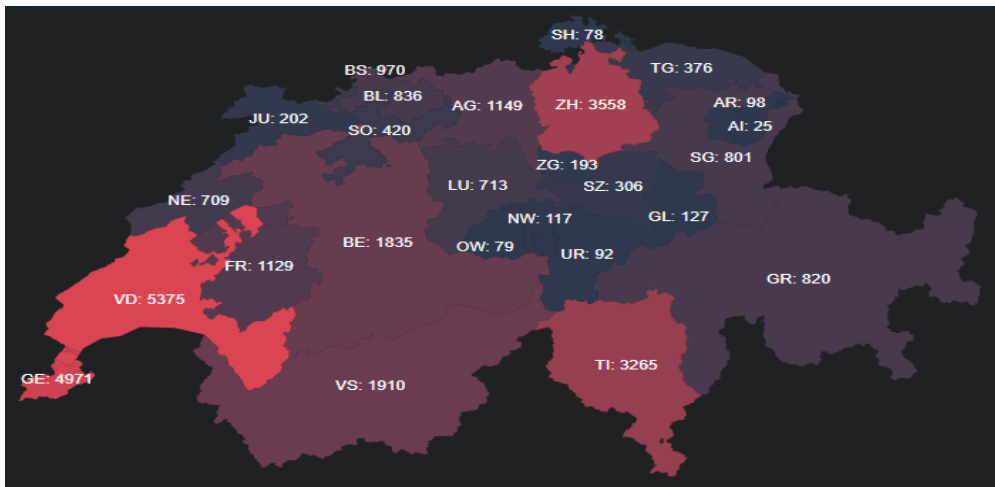 SH: 78
BS: 970
TG: 376
BL: 836
AG: 1149
ZH: 3558
AR: 98
JU: 202
SO: 420
AI: 25
ZG: 193
SG: 801
LU: 713
SZ: 306
NE: 709
NW: 117
GL: 127
BE: 1835
OW: 79
UR: 92
FR: 1129
GR: 820
VD: 5375
TI: 3265
GE: 4971
VS: 1910